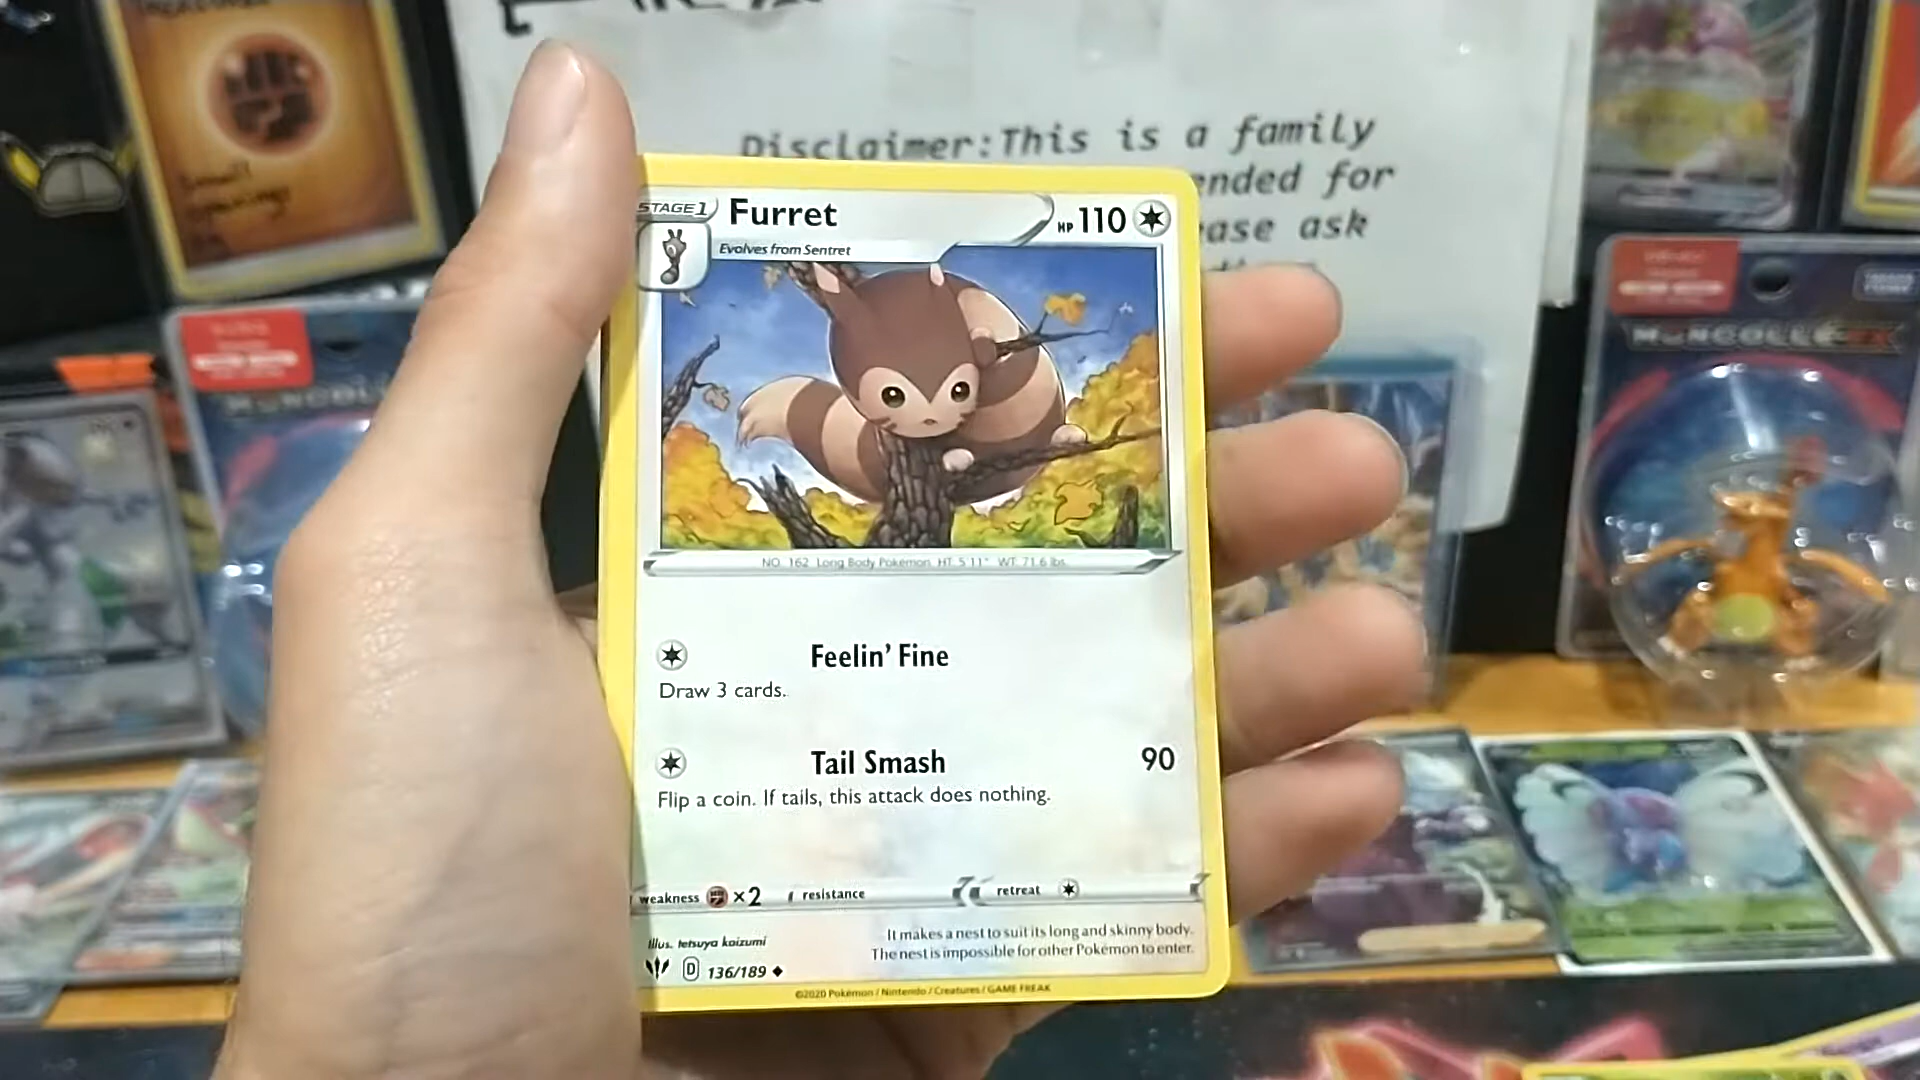 Disclaimer:This is a family
ended for
ase ask
STAGE 1
Furret
HP 110
Evolves from Sentret
NO. 162 Long Body Pokémon HT: 5'11" WT: 71.6 lbs.
Feelin' Fine
Draw 3 cards.
Tail Smash 90
Flip a coin. If tails, this attack does nothing.
weakness ×2 resistance retreat
Illus. tetsuya koizumi
It makes a nest to suit its long and skinny body.
The nest is impossible for other Pokémon to enter.
D 136/189
©2020 Pokémon / Nintendo / Creatures / GAME FREAK
MONCOLLE